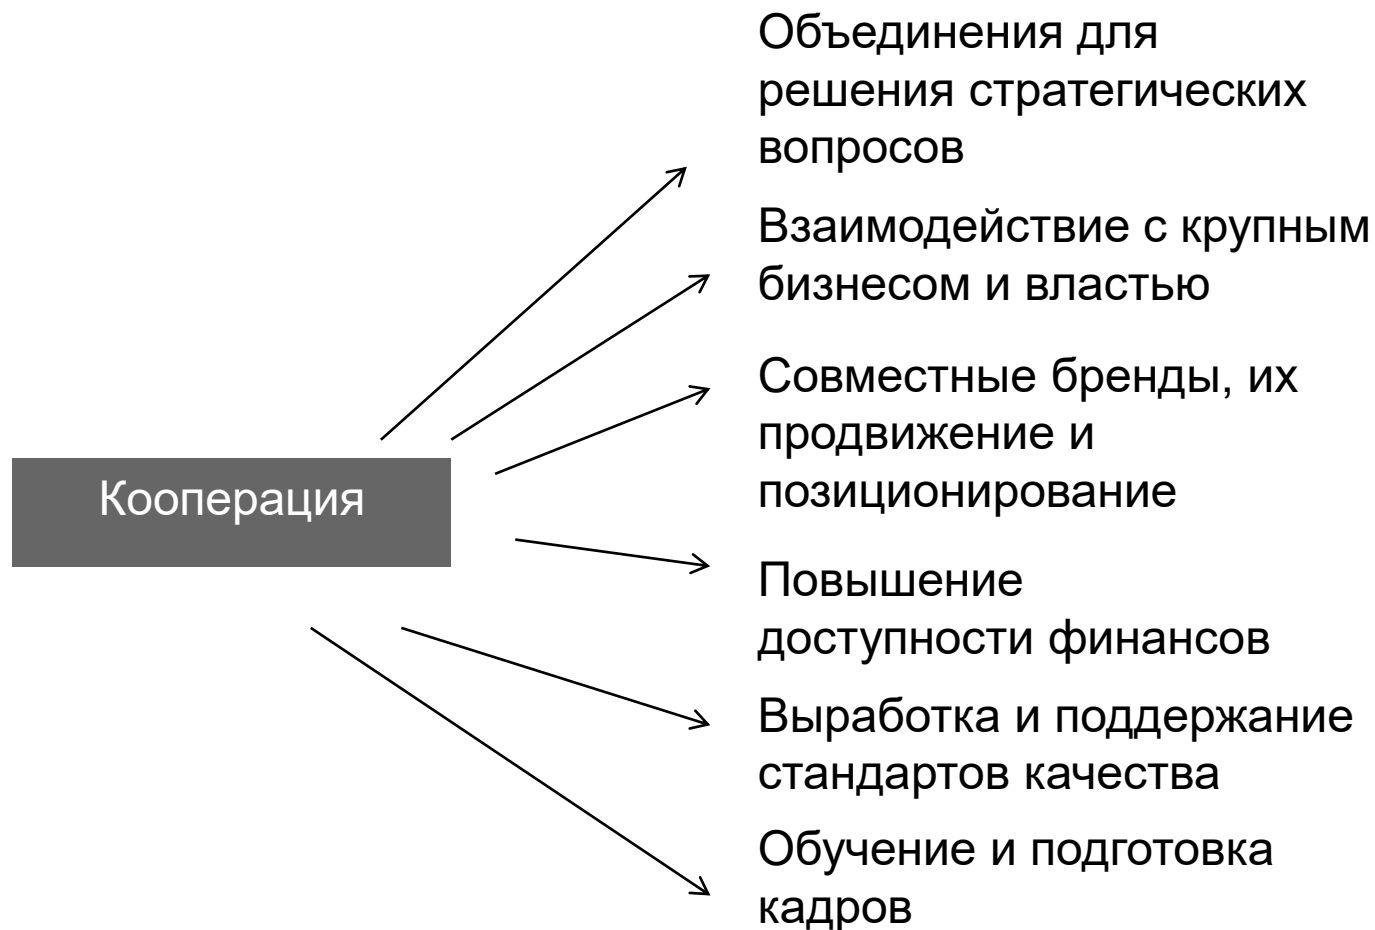 Объединения для
решения стратегических
вопросов
Взаимодействие с крупным
бизнесом и властью
Совместные бренды, их
продвижение и
позиционирование
Кооперация
Повышение
доступности финансов
Выработка и поддержание
стандартов качества
Обучение и подготовка
кадров